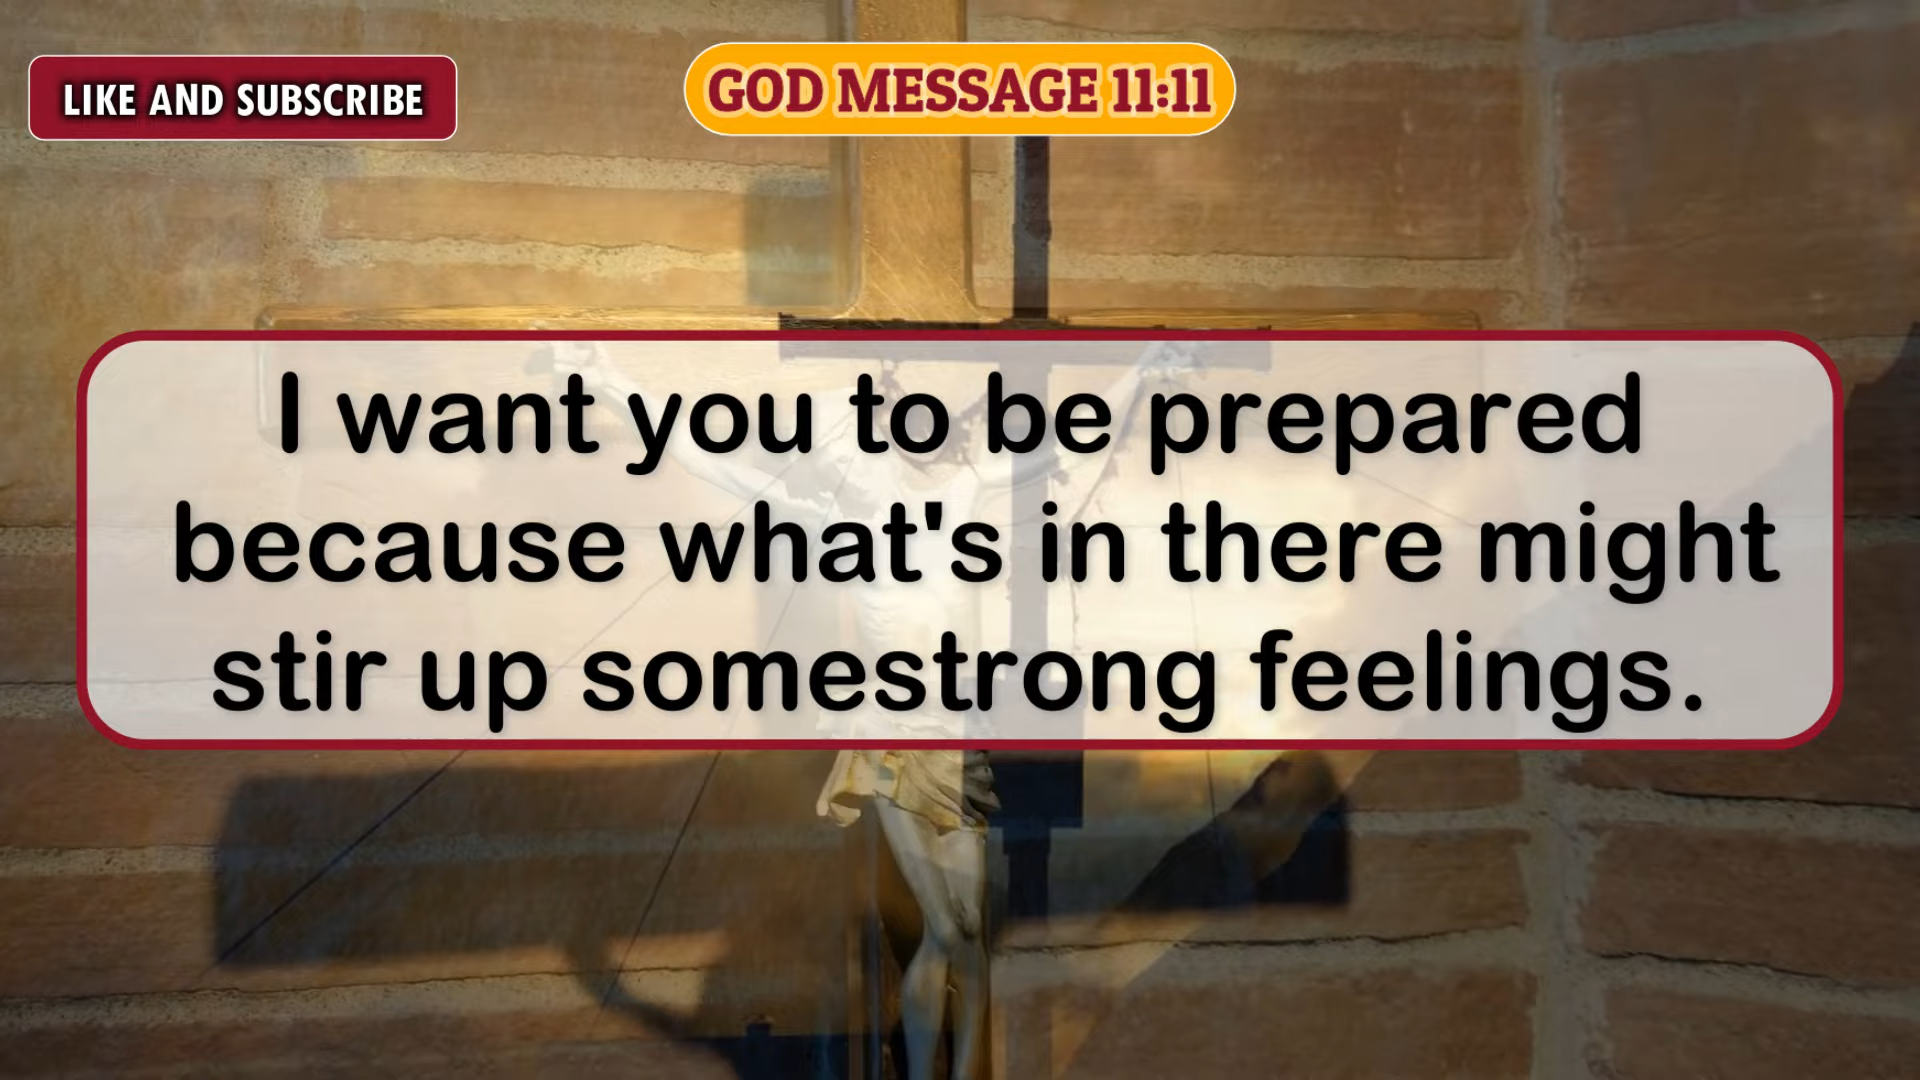 LIKE AND SUBSCRIBE
GOD MESSAGE 11:11
I want you to be prepared
because what's in there might
stir up somestrong feelings.